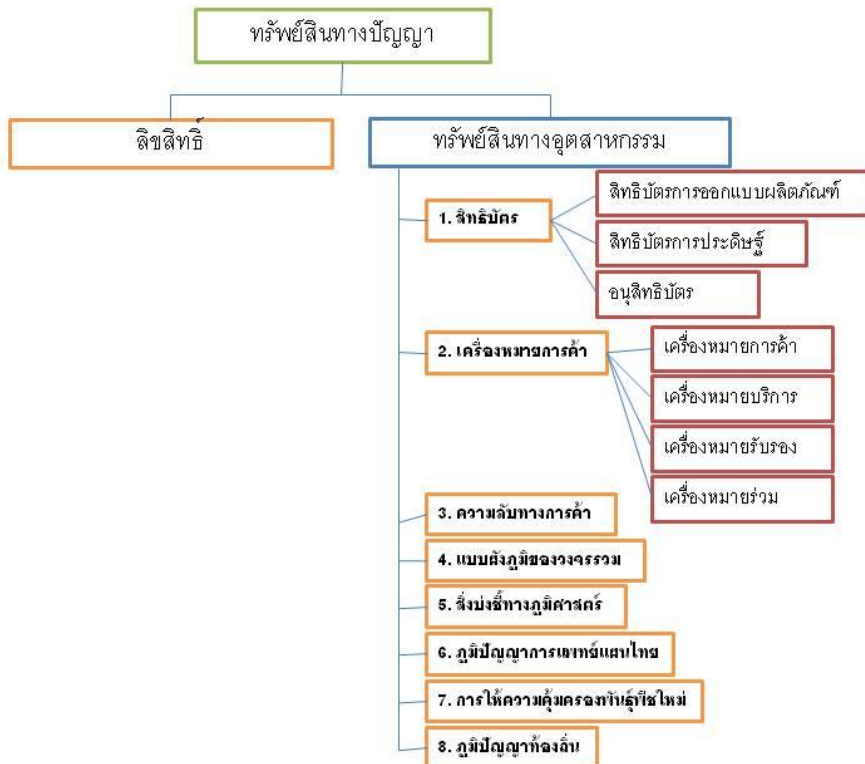 ทรัพย์สินทางปัญญา
ลิขสิทธิ์
ทรัพย์สินทางอุตสาหกรรม
1. สิทธิบัตร
สิทธิบัตรการออกแบบผลิตภัณฑ์
สิทธิบัตรการประดิษฐ์
อนุสิทธิบัตร
2. เครื่องหมายการค้า
เครื่องหมายการค้า
เครื่องหมายบริการ
เครื่องหมายรับรอง
เครื่องหมายร่วม
3. ความลับทางการค้า
4. แบบผังภูมิของวงจรรวม
5. สิ่งบ่งชี้ทางภูมิศาสตร์
6. ภูมิปัญญาการแพทย์แผนไทย
7. การให้ความคุ้มครองพันธุ์พืชใหม่
8. ภูมิปัญญาท้องถิ่น